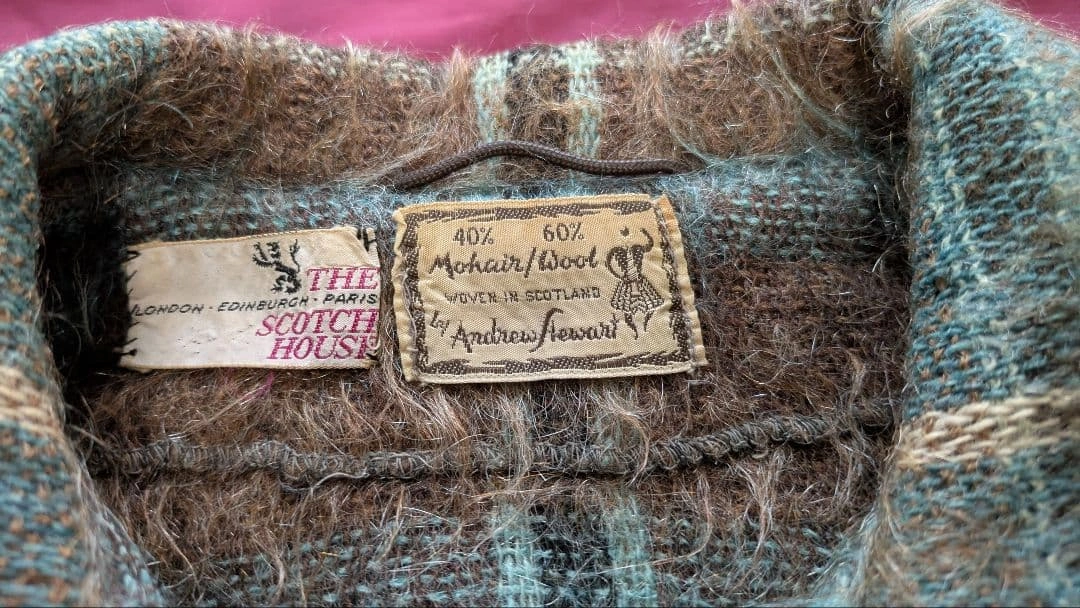 THE
LONDON · EDINBURGH · PARIS
SCOTCH
HOUSE
40% 60%
Mohair/Wool
WOVEN IN SCOTLAND
by Andrew Stewart